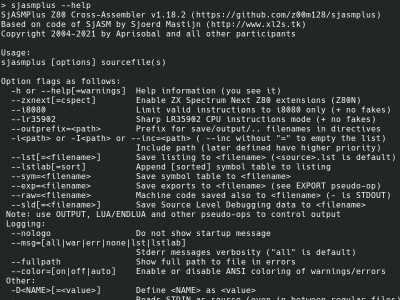 > sjasmplus --help
SjASMPlus Z80 Cross-Assembler v1.18.2 (https://github.com/z00m128/sjasmplus)
Based on code of SjASM by Sjoerd Mastijn (http://www.xl2s.tk)
Copyright 2004-2021 by Aprisobal and all other participants

Usage:
sjasmplus [options] sourcefile(s)

Option flags as follows:
  -h or --help[=warnings]  Help information (you see it)
  --zxnext[=cspect]        Enable ZX Spectrum Next Z80 extensions (Z80N)
  --i8080                  Limit valid instructions to i8080 only (+ no fakes)
  --lr35902                Sharp LR35902 CPU instructions mode (+ no fakes)
  --outprefix=<path>       Prefix for save/output/.. filenames in directives
  -i<path> or -I<path> or --inc=<path> ( --inc without "=" to empty the list)
                           Include path (later defined have higher priority)
  --lst[=<filename>]       Save listing to <filename> (<source>.lst is default)
  --lstlab[=sort]          Append [sorted] symbol table to listing
  --sym=<filename>         Save symbol table to <filename>
  --exp=<filename>         Save exports to <filename> (see EXPORT pseudo-op)
  --raw=<filename>         Machine code saved also to <filename> (- is STDOUT)
  --sld[=<filename>]       Save Source Level Debugging data to <filename>
 Note: use OUTPUT, LUA/ENDLUA and other pseudo-ops to control output
 Logging:
  --nologo                 Do not show startup message
  --msg=[all|war|err|none|lst|lstlab]
                           Stderr messages verbosity ("all" is default)
  --fullpath               Show full path to file in errors
  --color=[on|off|auto]    Enable or disable ANSI coloring of warnings/errors
 Other:
  -D<NAME>[=<value>]       Define <NAME> as <value>
  -                        Reads STDIN as source (even in between regular files)